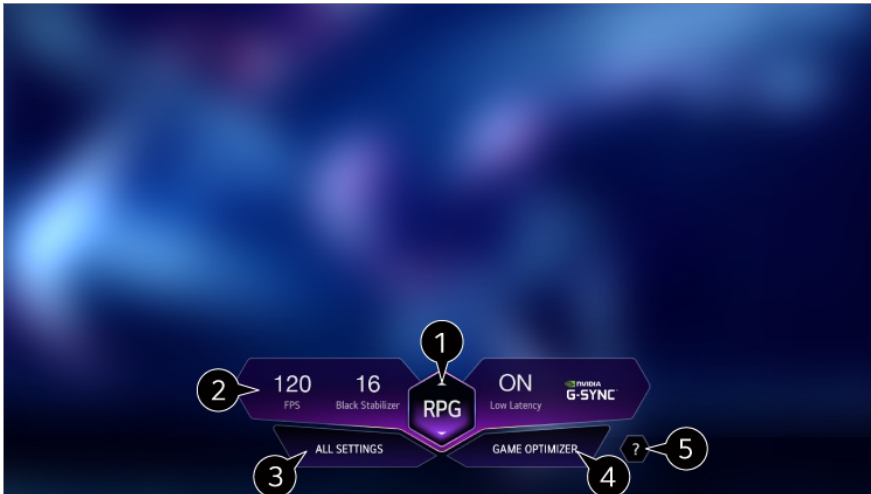 1
2
120
FPS
16
Black Stabilizer
RPG
ON
Low Latency
NVIDIA
G-SYNC
ALL SETTINGS
GAME OPTIMIZER
?
3
4
5